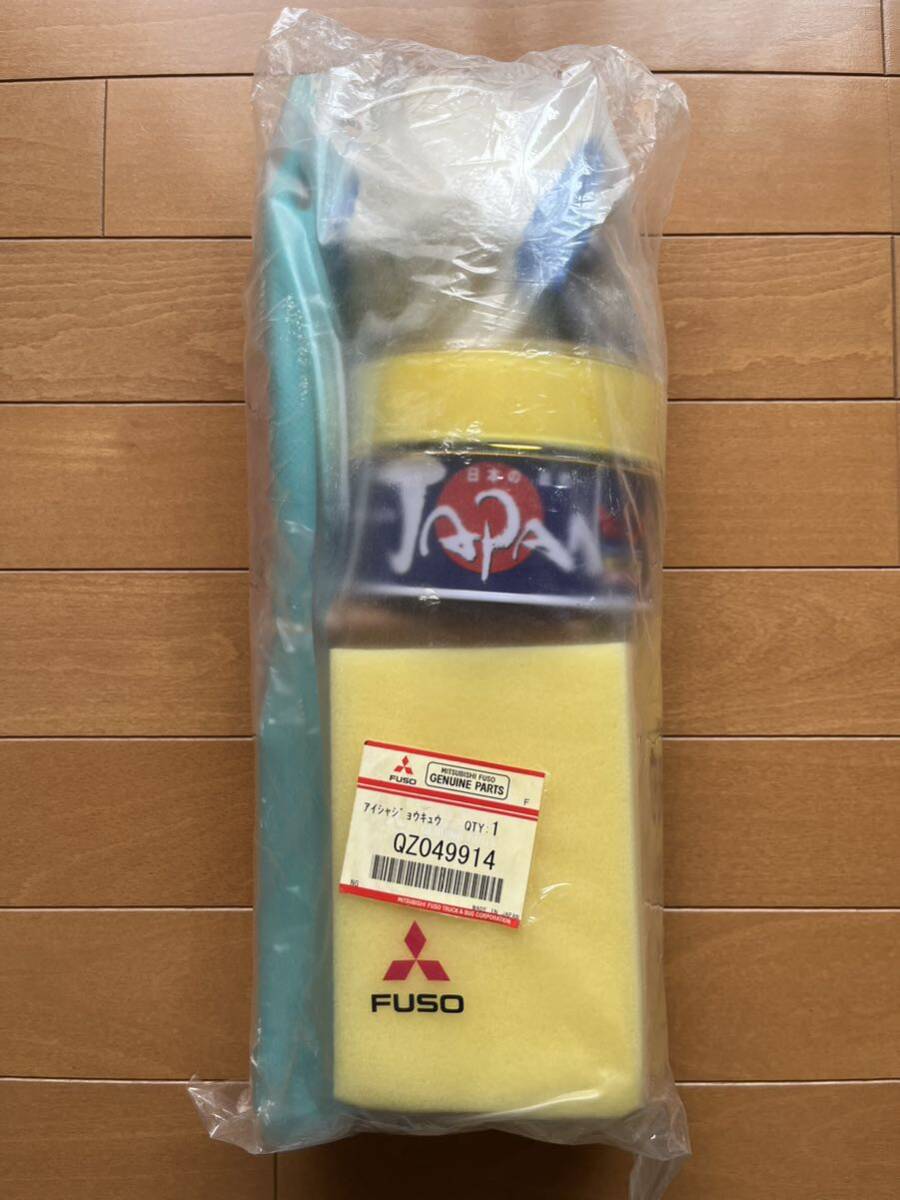 日本の
JAPAN
FUSO
MITSUBISHI FUSO
GENUINE PARTS
F
アイシャジョウキュウ QTY:1
QZ049914
NG
MADE IN JAPAN
MITSUBISHI FUSO TRUCK & BUS CORPORATION
FUSO